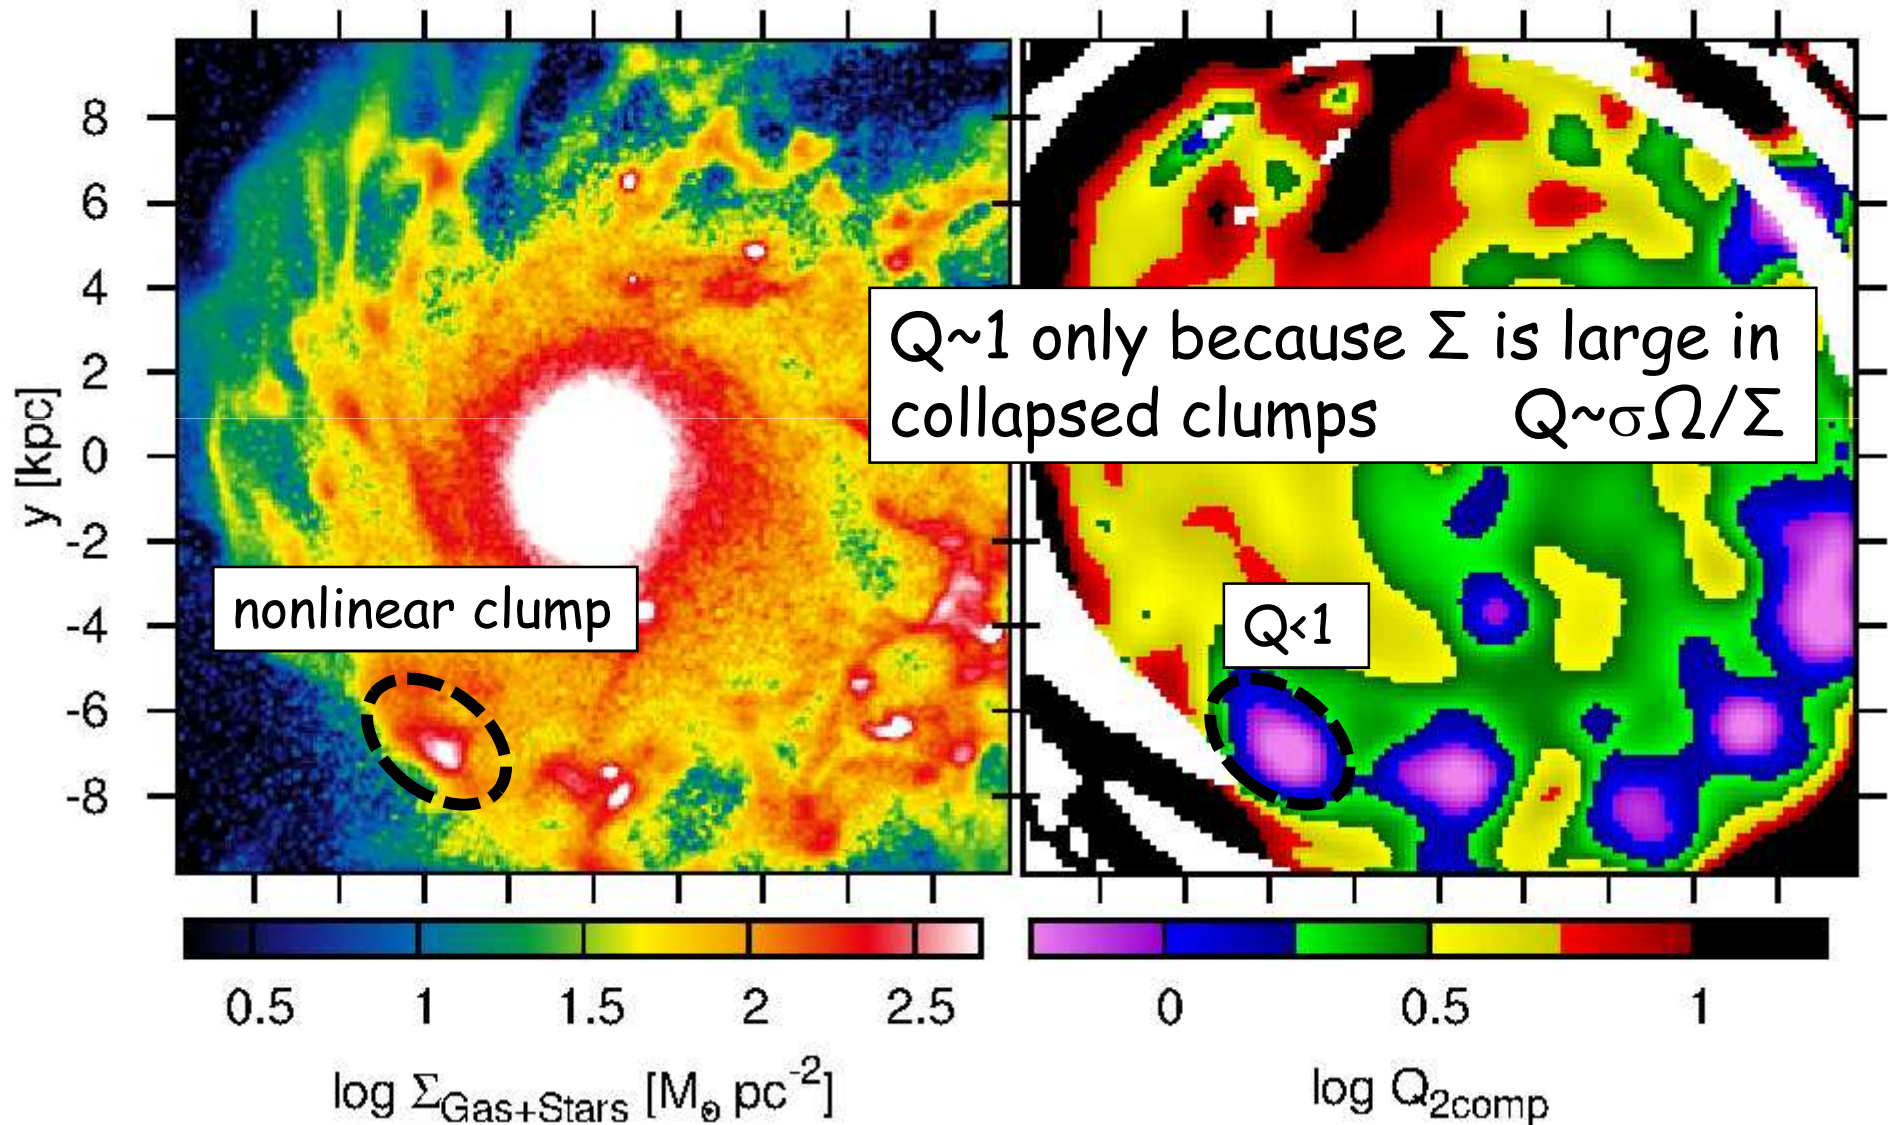 8
6
4
2
0
-2
-4
-6
-8
y [kpc]
Q~1 only because Σ is large in
collapsed clumps Q~σΩ/Σ
nonlinear clump
Q<1
0.5 1 1.5 2 2.5
log Σ_Gas+Stars [M_⊙ pc^-2]
0 0.5 1
log Q_2comp